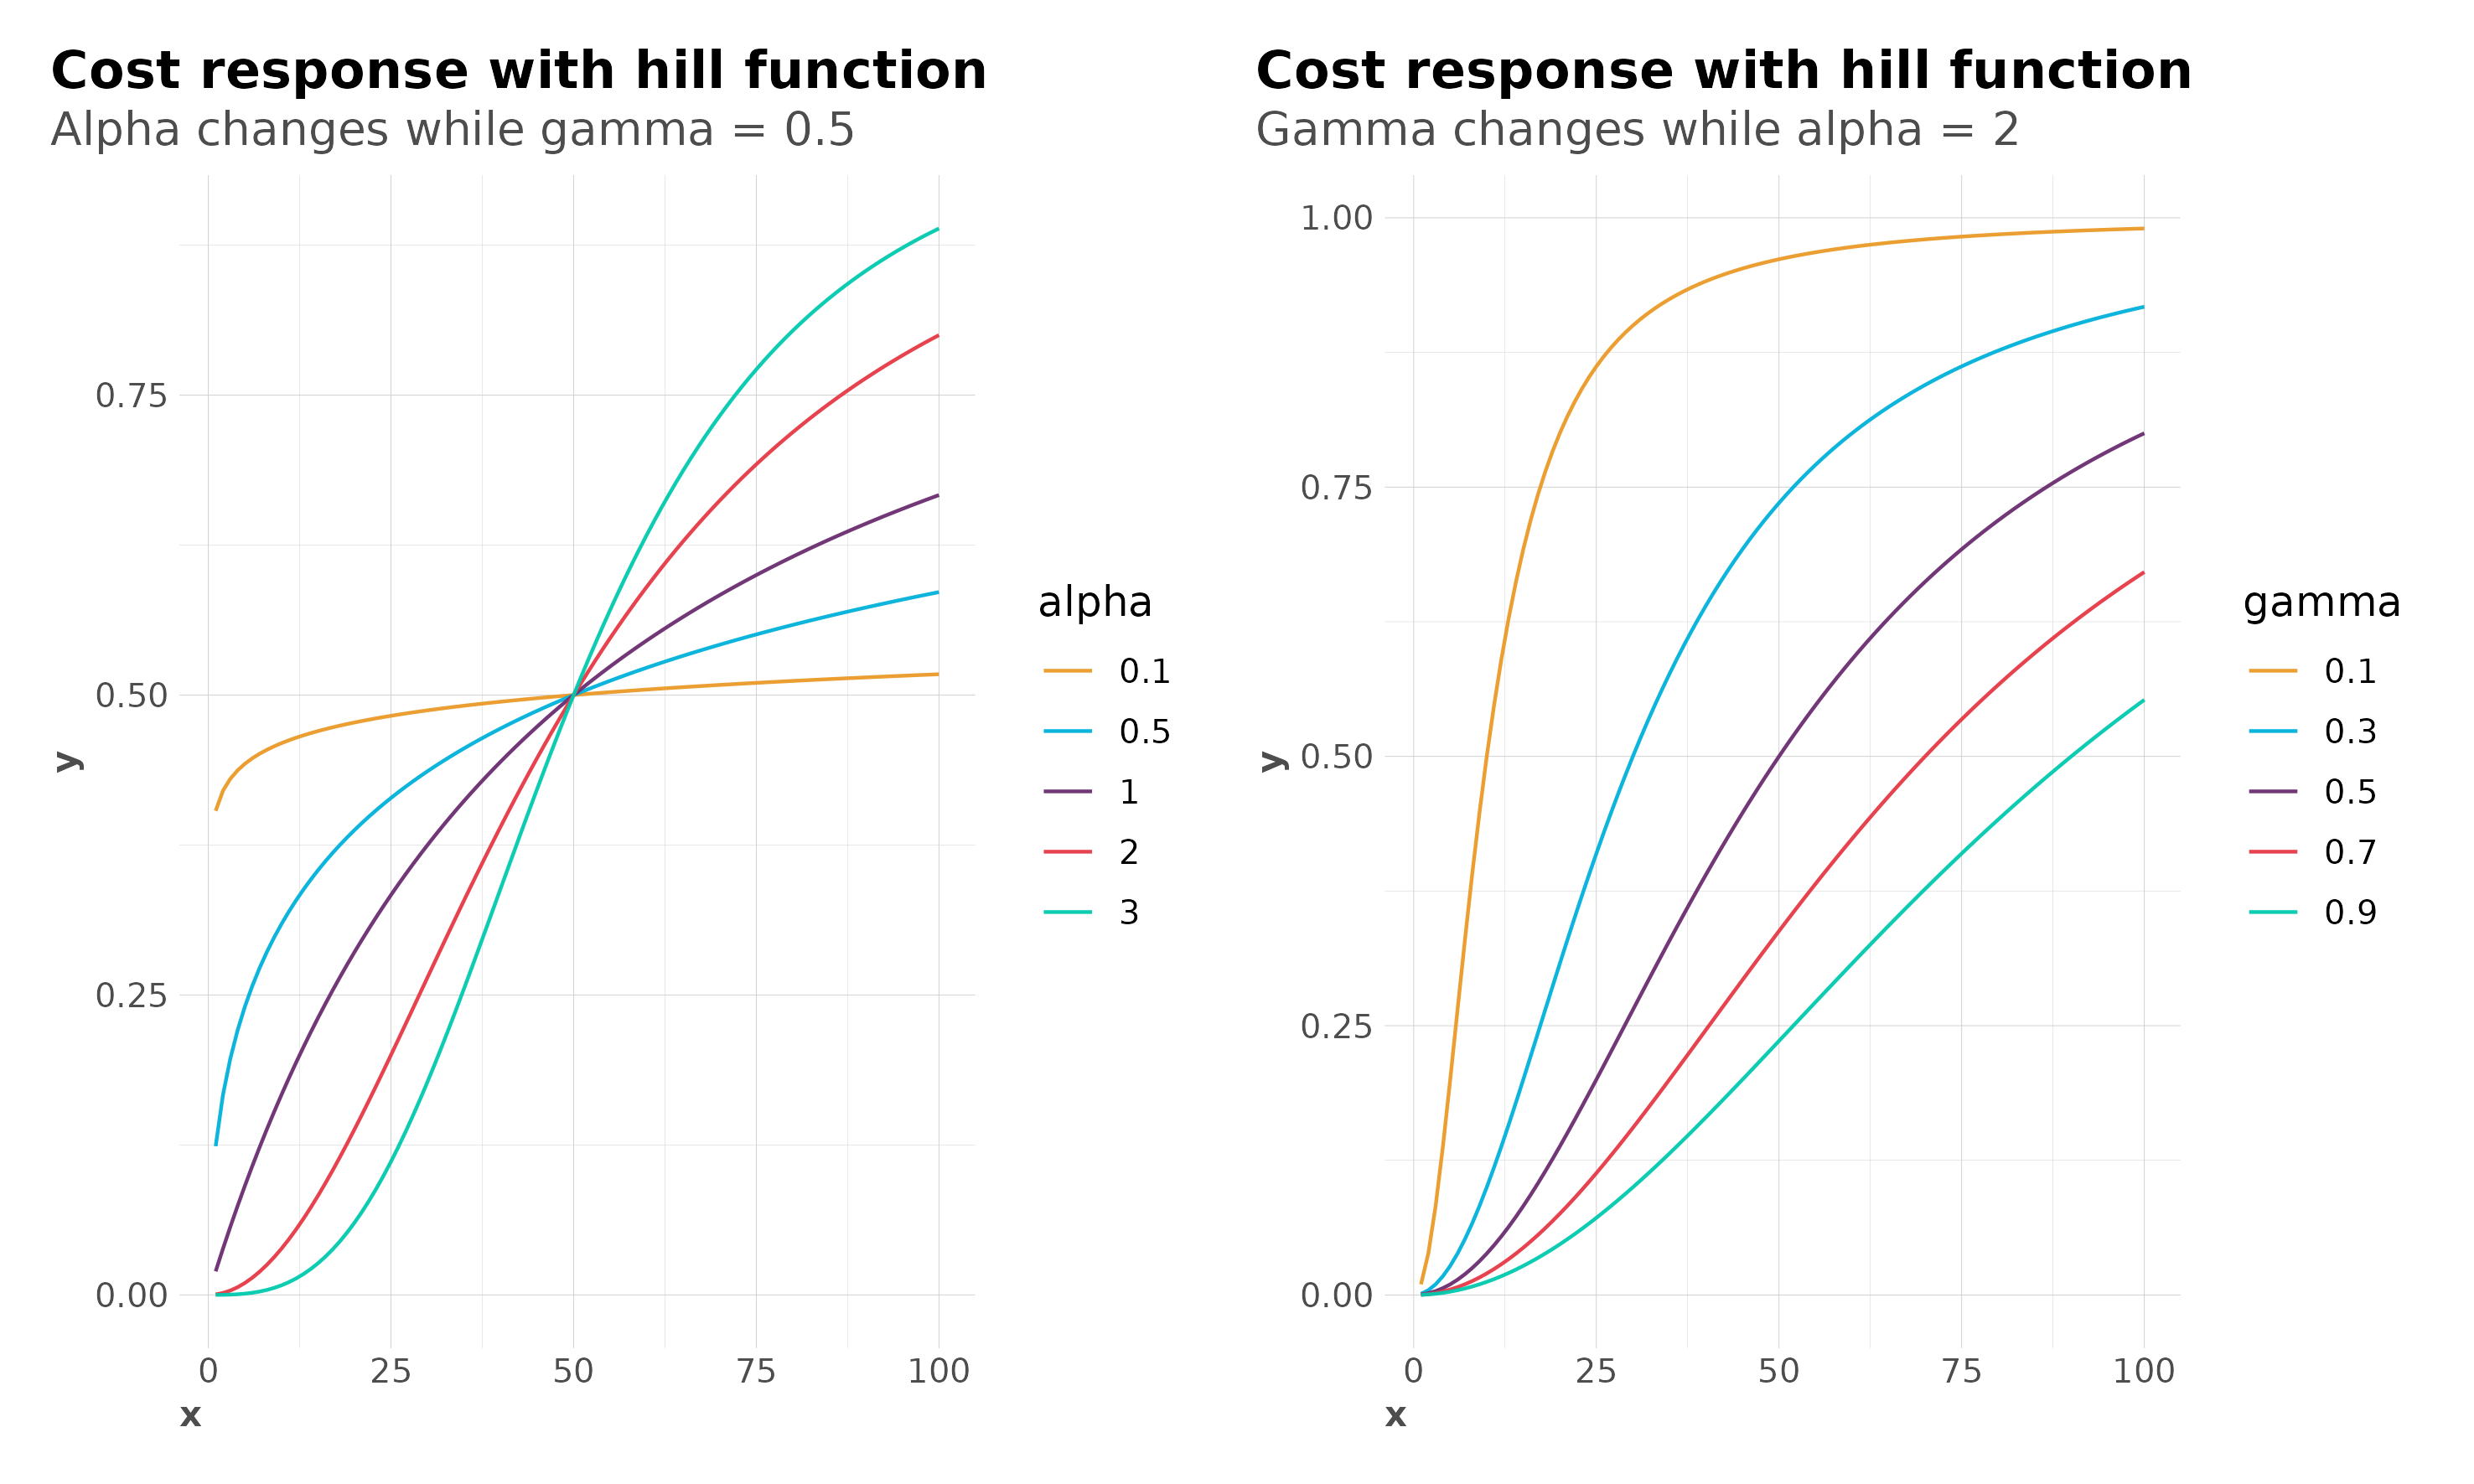 Cost response with hill function
Alpha changes while gamma = 0.5
0.75
0.50
0.25
0.00
y
0 25 50 75 100
x
alpha
0.1
0.5
1
2
3
Cost response with hill function
Gamma changes while alpha = 2
1.00
0.75
0.50
0.25
0.00
y
0 25 50 75 100
x
gamma
0.1
0.3
0.5
0.7
0.9